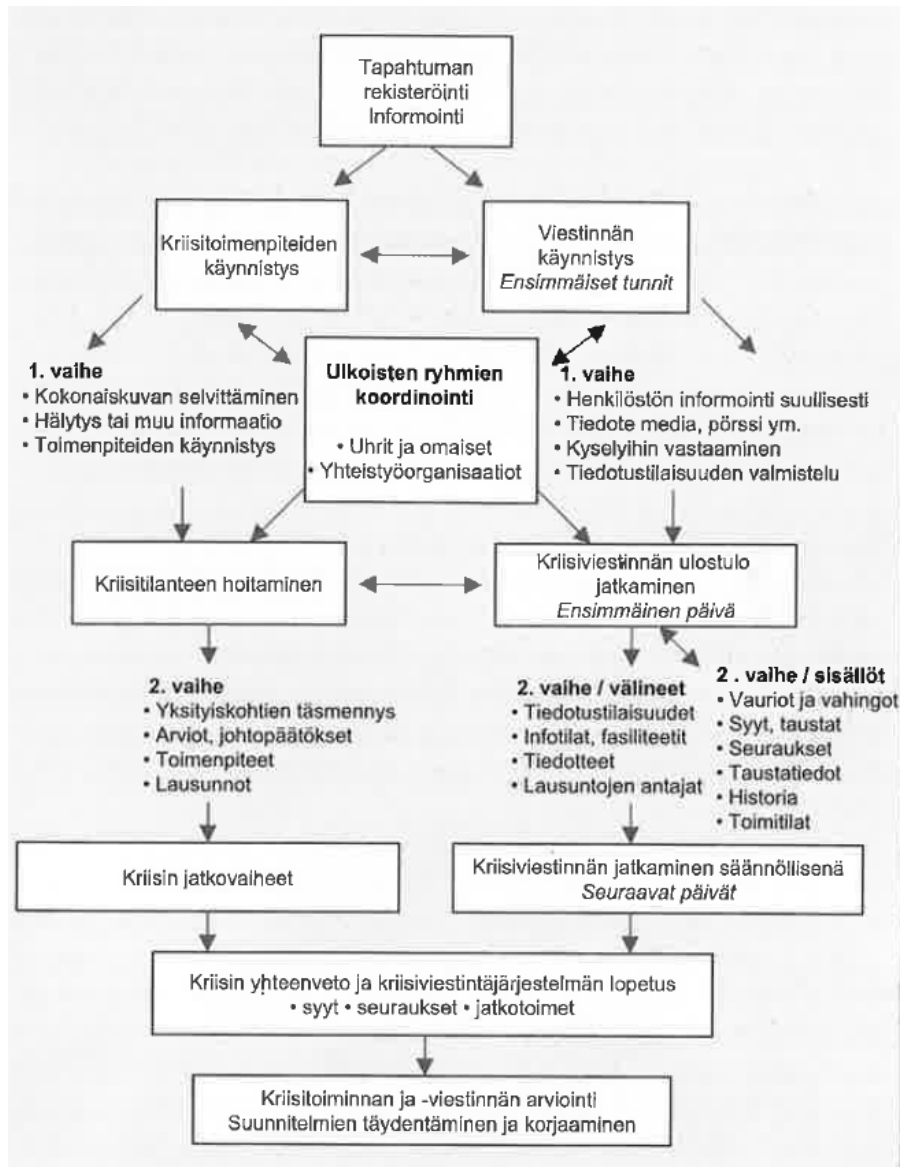 Tapahtuman
rekisteröinti
Informointi
Kriisitoimenpiteiden
käynnistys
Viestinnän
käynnistys
Ensimmäiset tunnit
1. vaihe
• Kokonaiskuvan selvittäminen
• Hälytys tai muu informaatio
• Toimenpiteiden käynnistys
Ulkoisten ryhmien
koordinointi
• Uhrit ja omaiset
• Yhteistyöorganisaatiot
1. vaihe
• Henkilöstön informointi suullisesti
• Tiedote media, pörssi ym.
• Kyselyihin vastaaminen
• Tiedotustilaisuuden valmistelu
Kriisitilanteen hoitaminen
Kriisiviestinnän ulostulo
jatkaminen
Ensimmäinen päivä
2. vaihe
• Yksityiskohtien täsmennys
• Arviot, johtopäätökset
• Toimenpiteet
• Lausunnot
2. vaihe / välineet
• Tiedotustilaisuudet
• Infotilat, fasiliteetit
• Tiedotteet
• Lausuntojen antajat
2 . vaihe / sisällöt
• Vauriot ja vahingot
• Syyt, taustat
• Seuraukset
• Taustatiedot
• Historia
• Toimitilat
Kriisin jatkovaiheet
Kriisiviestinnän jatkaminen säännöllisenä
Seuraavat päivät
Kriisin yhteenveto ja kriisiviestintäjärjestelmän lopetus
• syyt • seuraukset • jatkotoimet
Kriisitoiminnan ja -viestinnän arviointi
Suunnitelmien täydentäminen ja korjaaminen